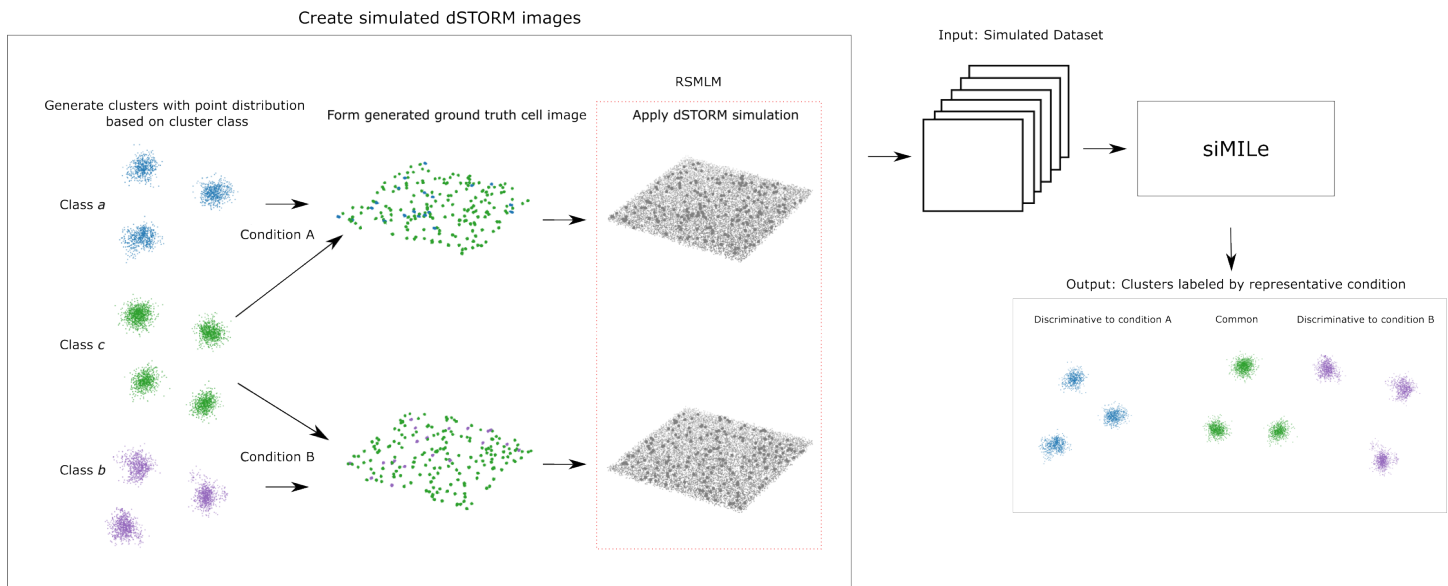 Create simulated dSTORM images
Generate clusters with point distribution
based on cluster class
Form generated ground truth cell image
RSMLM
Apply dSTORM simulation
Class a
Condition A
Class c
Class b
Condition B
Input: Simulated Dataset
siMILe
Output: Clusters labeled by representative condition
Discriminative to condition A
Common
Discriminative to condition B